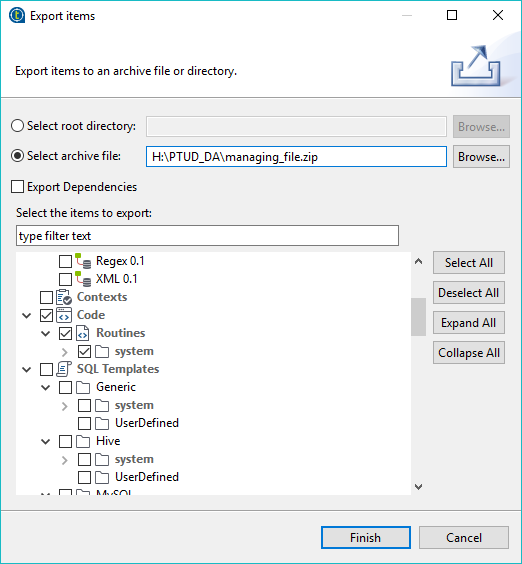 Export items
Export items to an archive file or directory.
Select root directory:
Browse...
Select archive file:
H:\PTUD_DA\managing_file.zip
Browse...
Export Dependencies
Select the items to export:
type filter text
Regex 0.1
XML 0.1
Contexts
Code
Routines
system
SQL Templates
Generic
system
UserDefined
Hive
system
UserDefined
MySQL
Select All
Deselect All
Expand All
Collapse All
Finish
Cancel